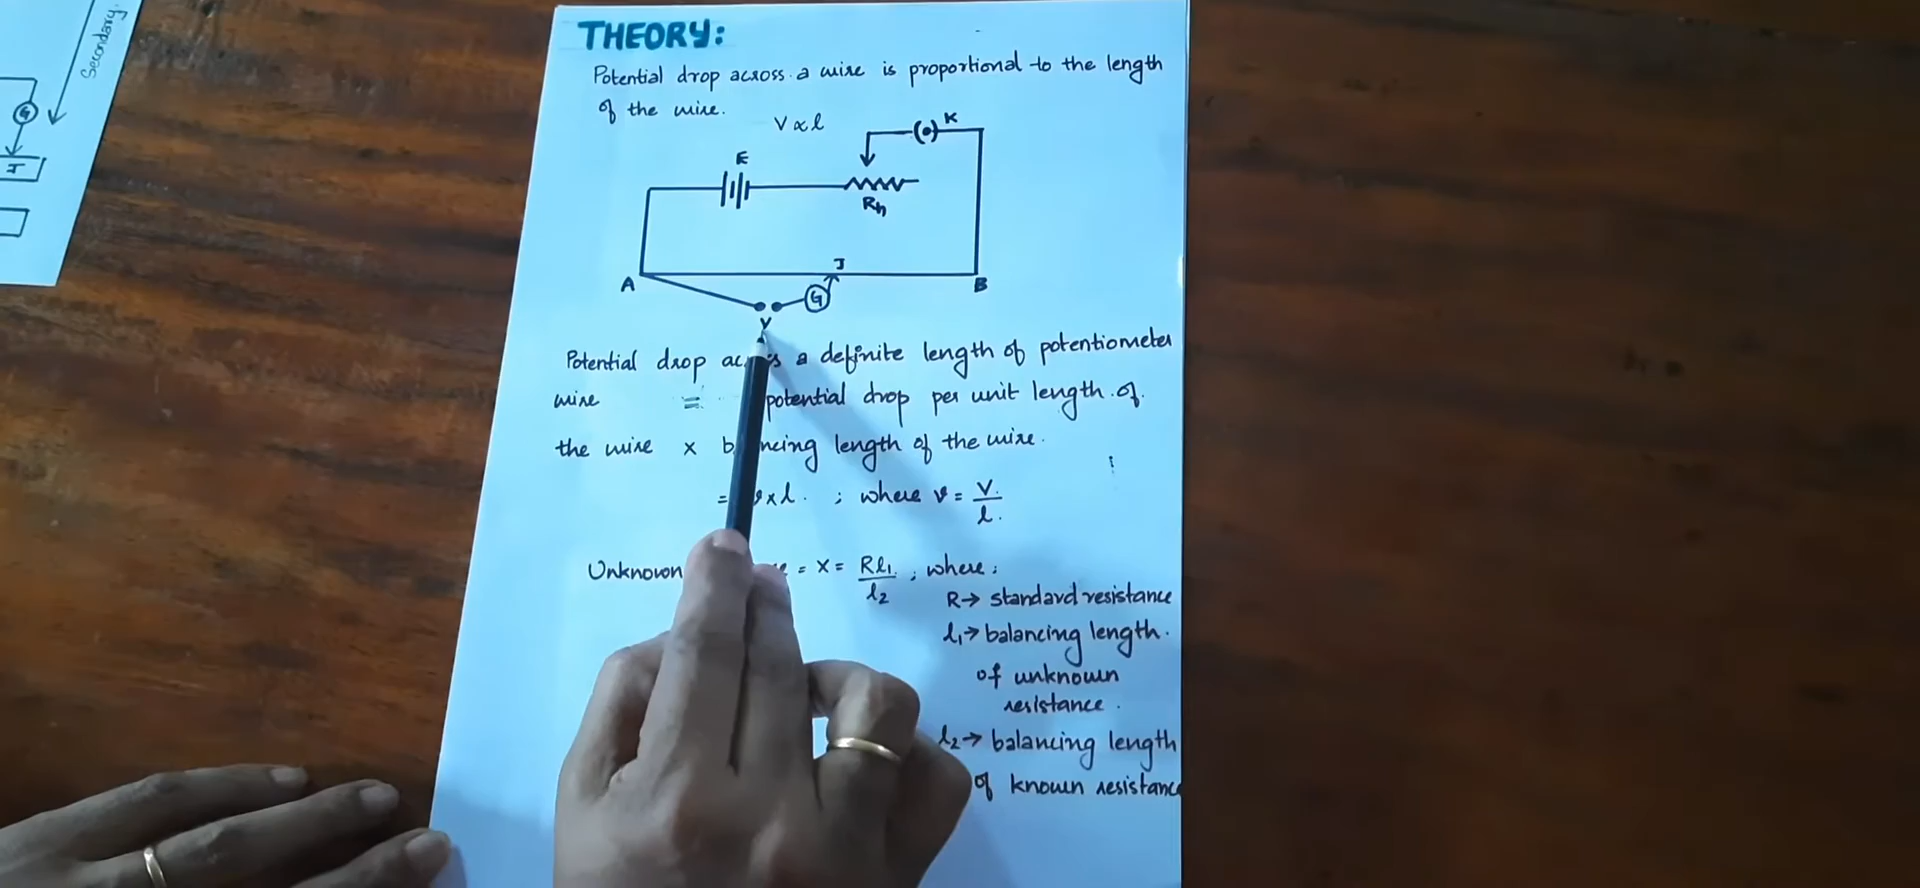 Secondary.
G
J
THEORY:
Potential drop across a wire is proportional to the length
of the wire.
V ∝ l
K
E
Rh
J
A
B
G
V
Potential drop a a definite length of potentiometer
wire = potential drop per unit length of
the wire x length of the wire.
= x l. ; where v = V/l.
Unknown = X = Rl1/l2 ; where:
R→ standard resistance
l1→ balancing length
of unknown
resistance.
l2→ balancing length
of known resistance